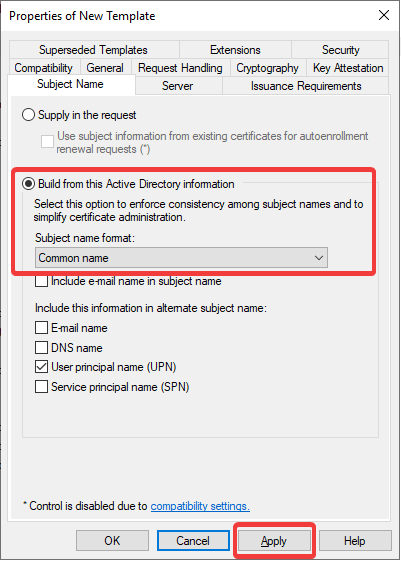 Properties of New Template
Superseded Templates Extensions Security
Compatibility General Request Handling Cryptography Key Attestation
Subject Name Server Issuance Requirements
Supply in the request
Use subject information from existing certificates for autoenrollment
renewal requests (*)
Build from this Active Directory information
Select this option to enforce consistency among subject names and to
simplify certificate administration.
Subject name format:
Common name
Include e-mail name in subject name
Include this information in alternate subject name:
E-mail name
DNS name
User principal name (UPN)
Service principal name (SPN)
* Control is disabled due to compatibility settings.
OK Cancel Apply Help